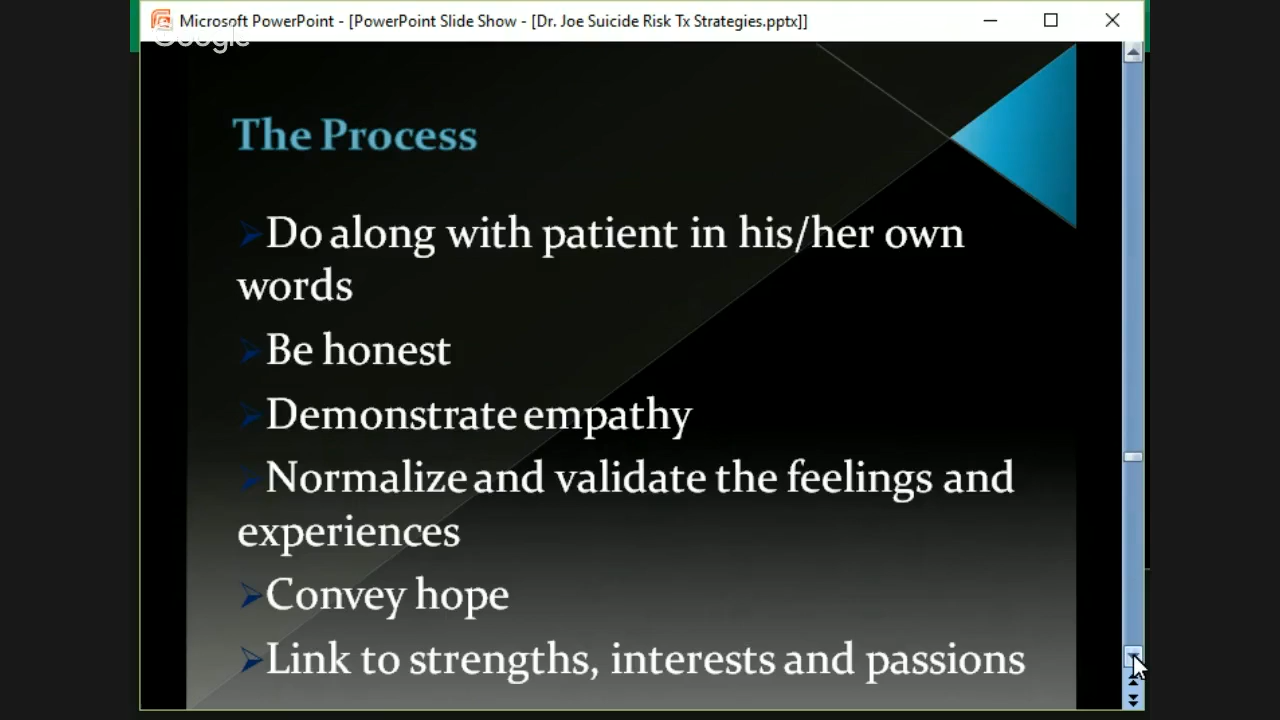 Microsoft PowerPoint - [PowerPoint Slide Show - [Dr. Joe Suicide Risk Tx Strategies.pptx]]
Google
The Process
Do along with patient in his/her own
words
Be honest
Demonstrate empathy
Normalize and validate the feelings and
experiences
Convey hope
Link to strengths, interests and passions